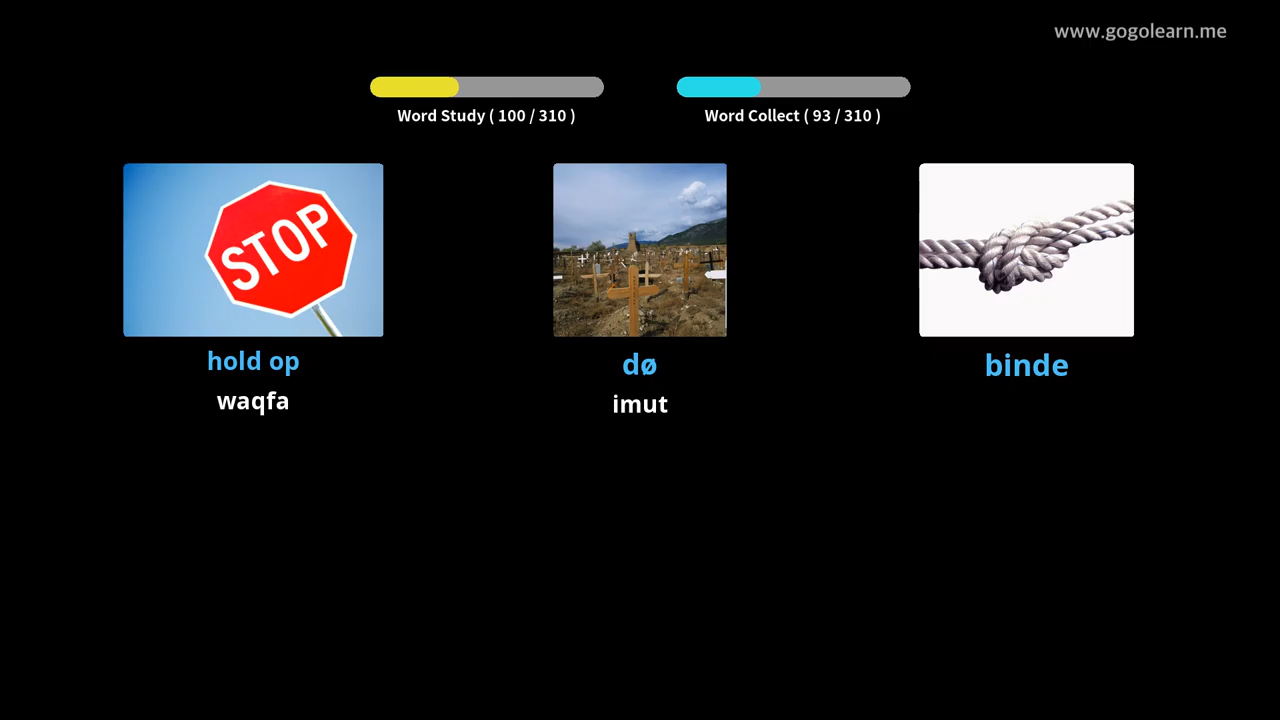 www.gogolearn.me
Word Study ( 100 / 310 )
Word Collect ( 93 / 310 )
STOP
hold op
waqfa
dø
imut
binde